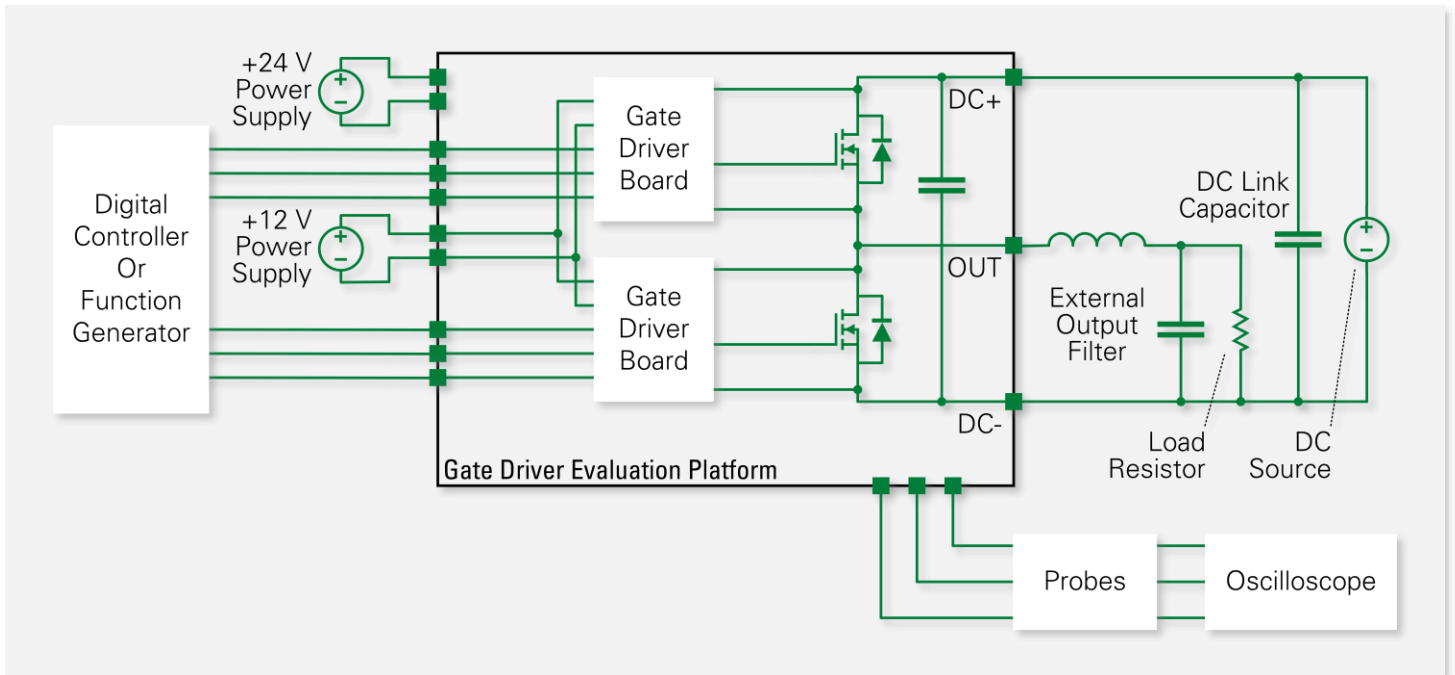 +24 V
Power
Supply
Digital
Controller
Or
Function
Generator
+12 V
Power
Supply
Gate
Driver
Board
Gate
Driver
Board
DC+
OUT
DC-
Gate Driver Evaluation Platform
External
Output
Filter
DC Link
Capacitor
Load
Resistor
DC
Source
Probes
Oscilloscope